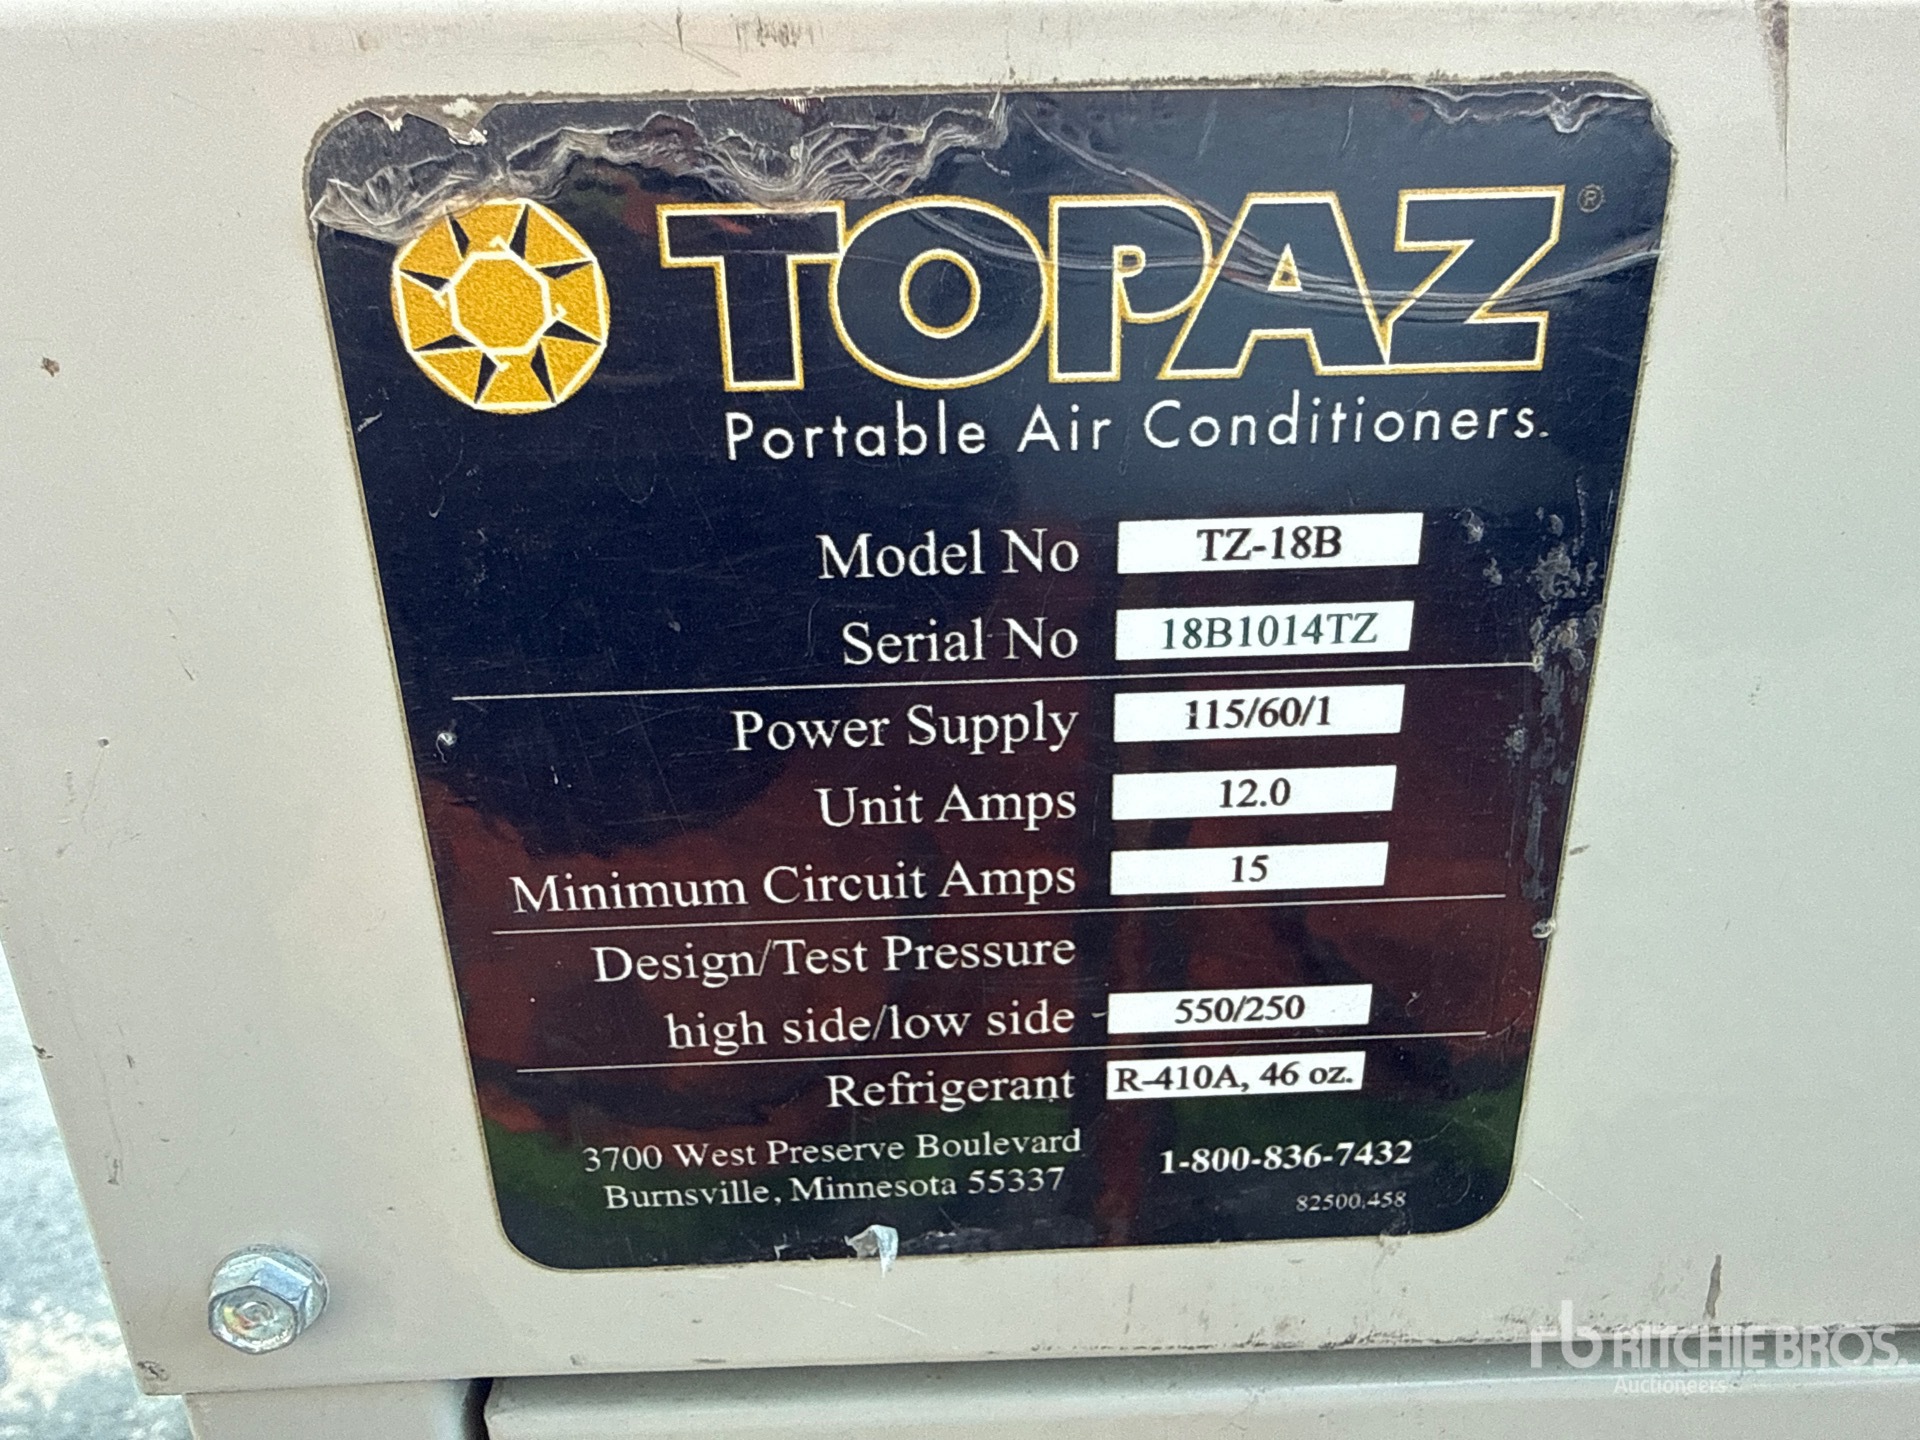 TOPAZ®
Portable Air Conditioners.
Model No TZ-18B
Serial No 18B1014TZ
Power Supply 115/60/1
Unit Amps 12.0
Minimum Circuit Amps 15
Design/Test Pressure
high side/low side 550/250
Refrigerant R-410A, 46 oz.
3700 West Preserve Boulevard 1-800-836-7432
Burnsville, Minnesota 55337 82500.458
rb RITCHIE BROS.
Auctioneers